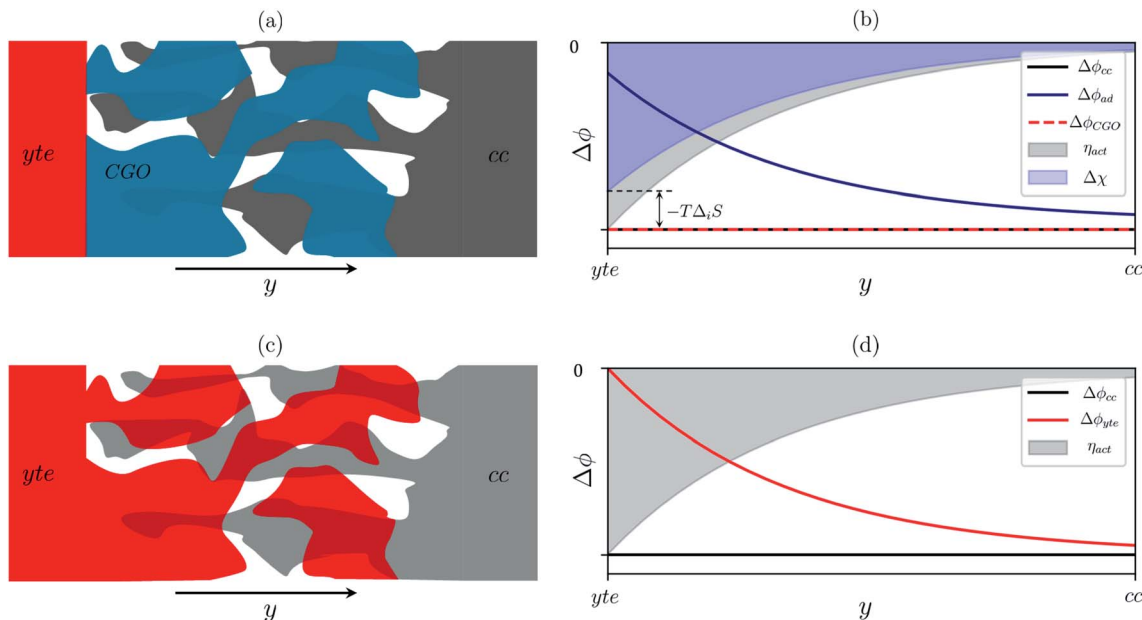 (a)
yte
CGO
cc
y
(b)
0
Δϕ
Δϕcc
Δϕad
ΔϕCGO
ηact
Δχ
−TΔiS
yte
y
cc
(c)
yte
cc
y
(d)
0
Δϕ
Δϕcc
Δϕyte
ηact
yte
y
cc